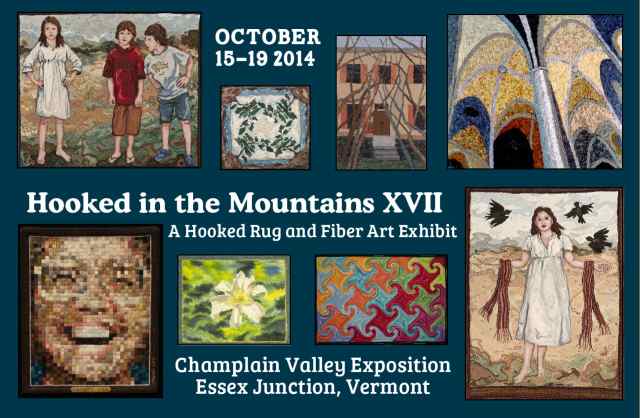 OCTOBER
15–19 2014
Hooked in the Mountains XVII
A Hooked Rug and Fiber Art Exhibit
Champlain Valley Exposition
Essex Junction, Vermont